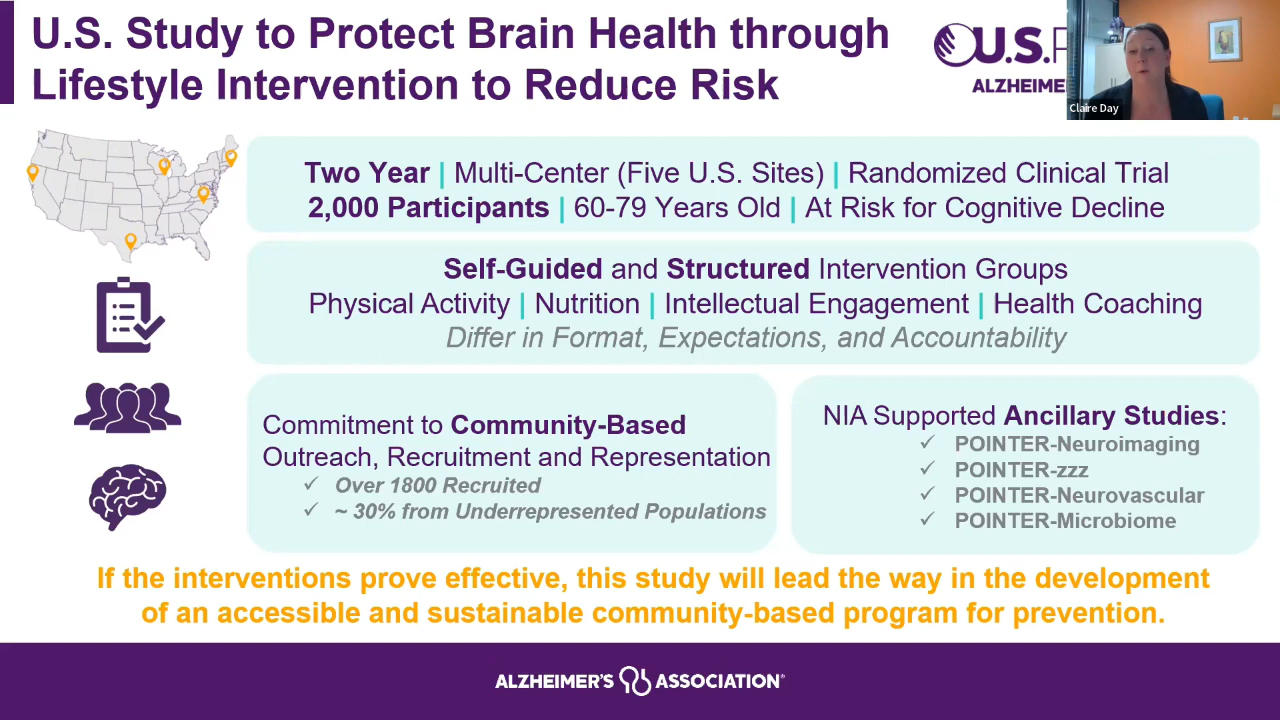 U.S. Study to Protect Brain Health through
Lifestyle Intervention to Reduce Risk
U.S.
ALZHEIME
Claire Day
Two Year | Multi-Center (Five U.S. Sites) | Randomized Clinical Trial
2,000 Participants | 60-79 Years Old | At Risk for Cognitive Decline
Self-Guided and Structured Intervention Groups
Physical Activity | Nutrition | Intellectual Engagement | Health Coaching
Differ in Format, Expectations, and Accountability
Commitment to Community-Based
Outreach, Recruitment and Representation
✓ Over 1800 Recruited
✓ ~ 30% from Underrepresented Populations
NIA Supported Ancillary Studies:
✓ POINTER-Neuroimaging
✓ POINTER-zzz
✓ POINTER-Neurovascular
✓ POINTER-Microbiome
If the interventions prove effective, this study will lead the way in the development
of an accessible and sustainable community-based program for prevention.
ALZHEIMER'S ASSOCIATION®